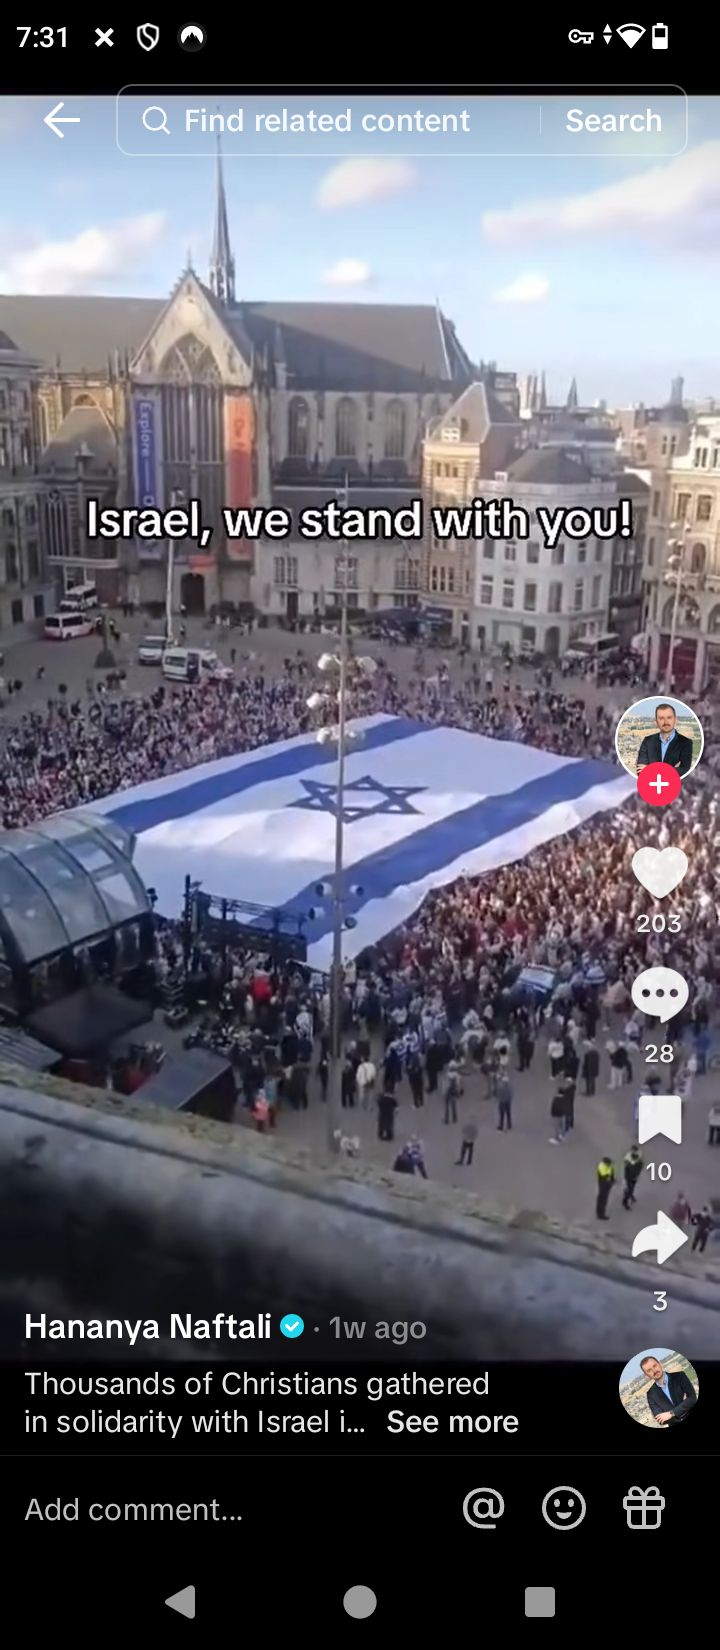 7:31
Find related content
Search
Explore
Israel, we stand with you!
203
28
10
3
Hananya Naftali · 1w ago
Thousands of Christians gathered
in solidarity with Israel i... See more
Add comment...